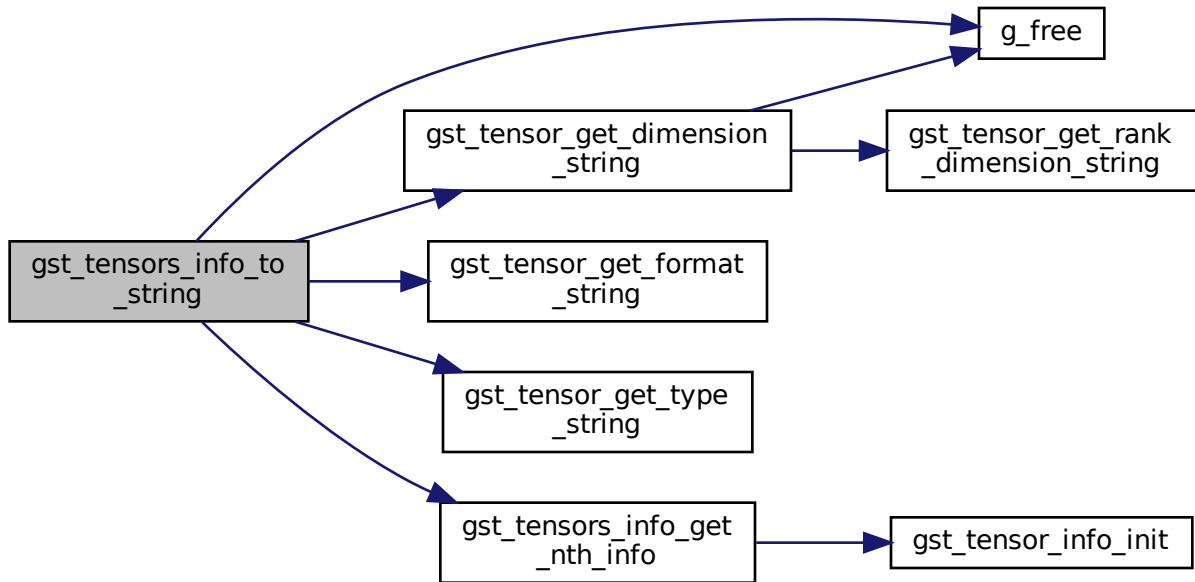 g_free
gst_tensor_get_dimension
_string
gst_tensor_get_rank
_dimension_string
gst_tensors_info_to
_string
gst_tensor_get_format
_string
gst_tensor_get_type
_string
gst_tensors_info_get
_nth_info
gst_tensor_info_init